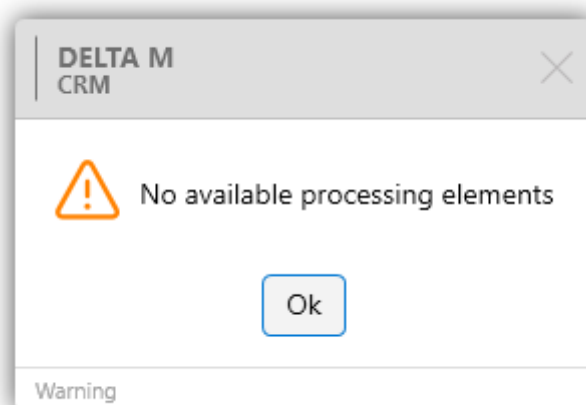 DELTA M
CRM
No available processing elements
Ok
Warning